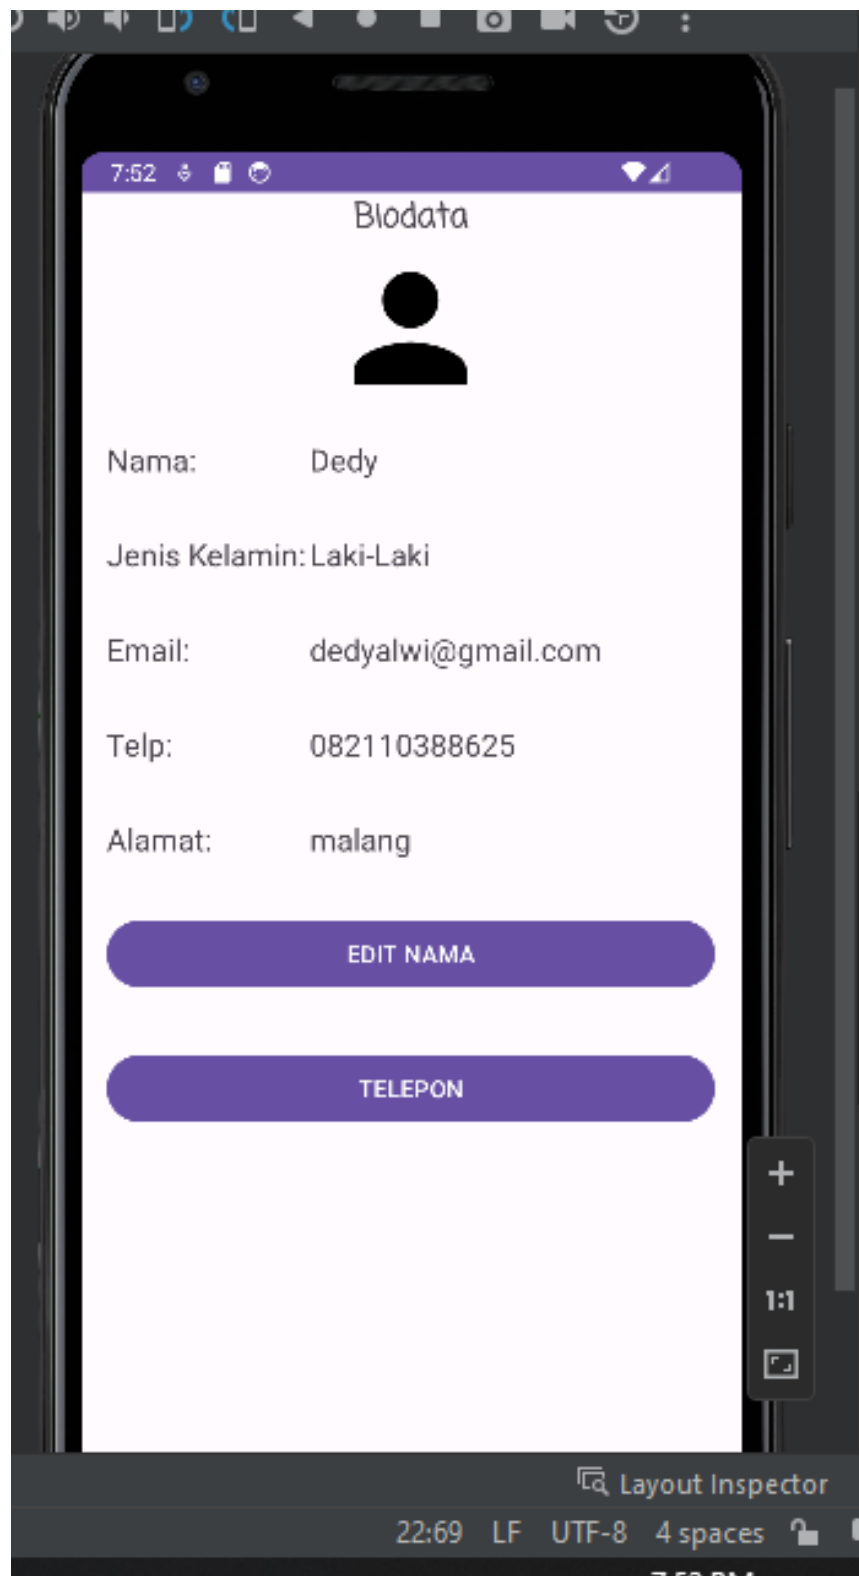 7:52
Biodata
Nama: Dedy
Jenis Kelamin: Laki-Laki
Email: dedyalwi@gmail.com
Telp: 082110388625
Alamat: malang
EDIT NAMA
TELEPON
1:1
Layout Inspector
22:69 LF UTF-8 4 spaces